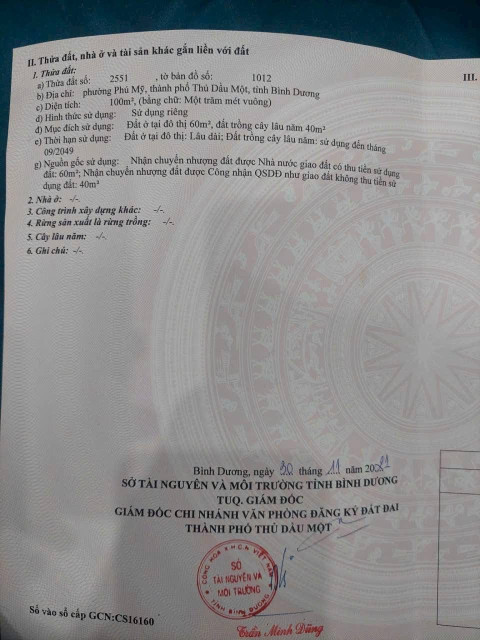 II. Thửa đất, nhà ở và tài sản khác gắn liền với đất
III.
1. Thửa đất:
a) Thửa đất số: 2551 , tờ bản đồ số: 1012
b) Địa chỉ: phường Phú Mỹ, thành phố Thủ Dầu Một, tỉnh Bình Dương
c) Diện tích: 100m², (bằng chữ: Một trăm mét vuông)
d) Hình thức sử dụng: Sử dụng riêng
đ) Mục đích sử dụng: Đất ở tại đô thị 60m², đất trồng cây lâu năm 40m²
e) Thời hạn sử dụng: Đất ở tại đô thị: Lâu dài; Đất trồng cây lâu năm: sử dụng đến tháng
09/2049
g) Nguồn gốc sử dụng: Nhận chuyển nhượng đất được Nhà nước giao đất có thu tiền sử dụng
đất: 60m²; Nhận chuyển nhượng đất được Công nhận QSDĐ như giao đất không thu tiền sử
dụng đất: 40m²
2. Nhà ở: -/-.
3. Công trình xây dựng khác: -/-.
4. Rừng sản xuất là rừng trồng: -/-.
5. Cây lâu năm: -/-.
6. Ghi chú: -/-.
Bình Dương, ngày 30 tháng 11 năm 2021
SỞ TÀI NGUYÊN VÀ MÔI TRƯỜNG TỈNH BÌNH DƯƠNG
TUQ. GIÁM ĐỐC
GIÁM ĐỐC CHI NHÁNH VĂN PHÒNG ĐĂNG KÝ ĐẤT ĐAI
THÀNH PHỐ THỦ DẦU MỘT
CỘNG HÒA X.H.C.N VIỆT NAM
SỞ
TÀI NGUYÊN VÀ
MÔI TRƯỜNG
TỈNH BÌNH DƯƠNG
Số vào sổ cấp GCN:CS16160
Trần Minh Dũng